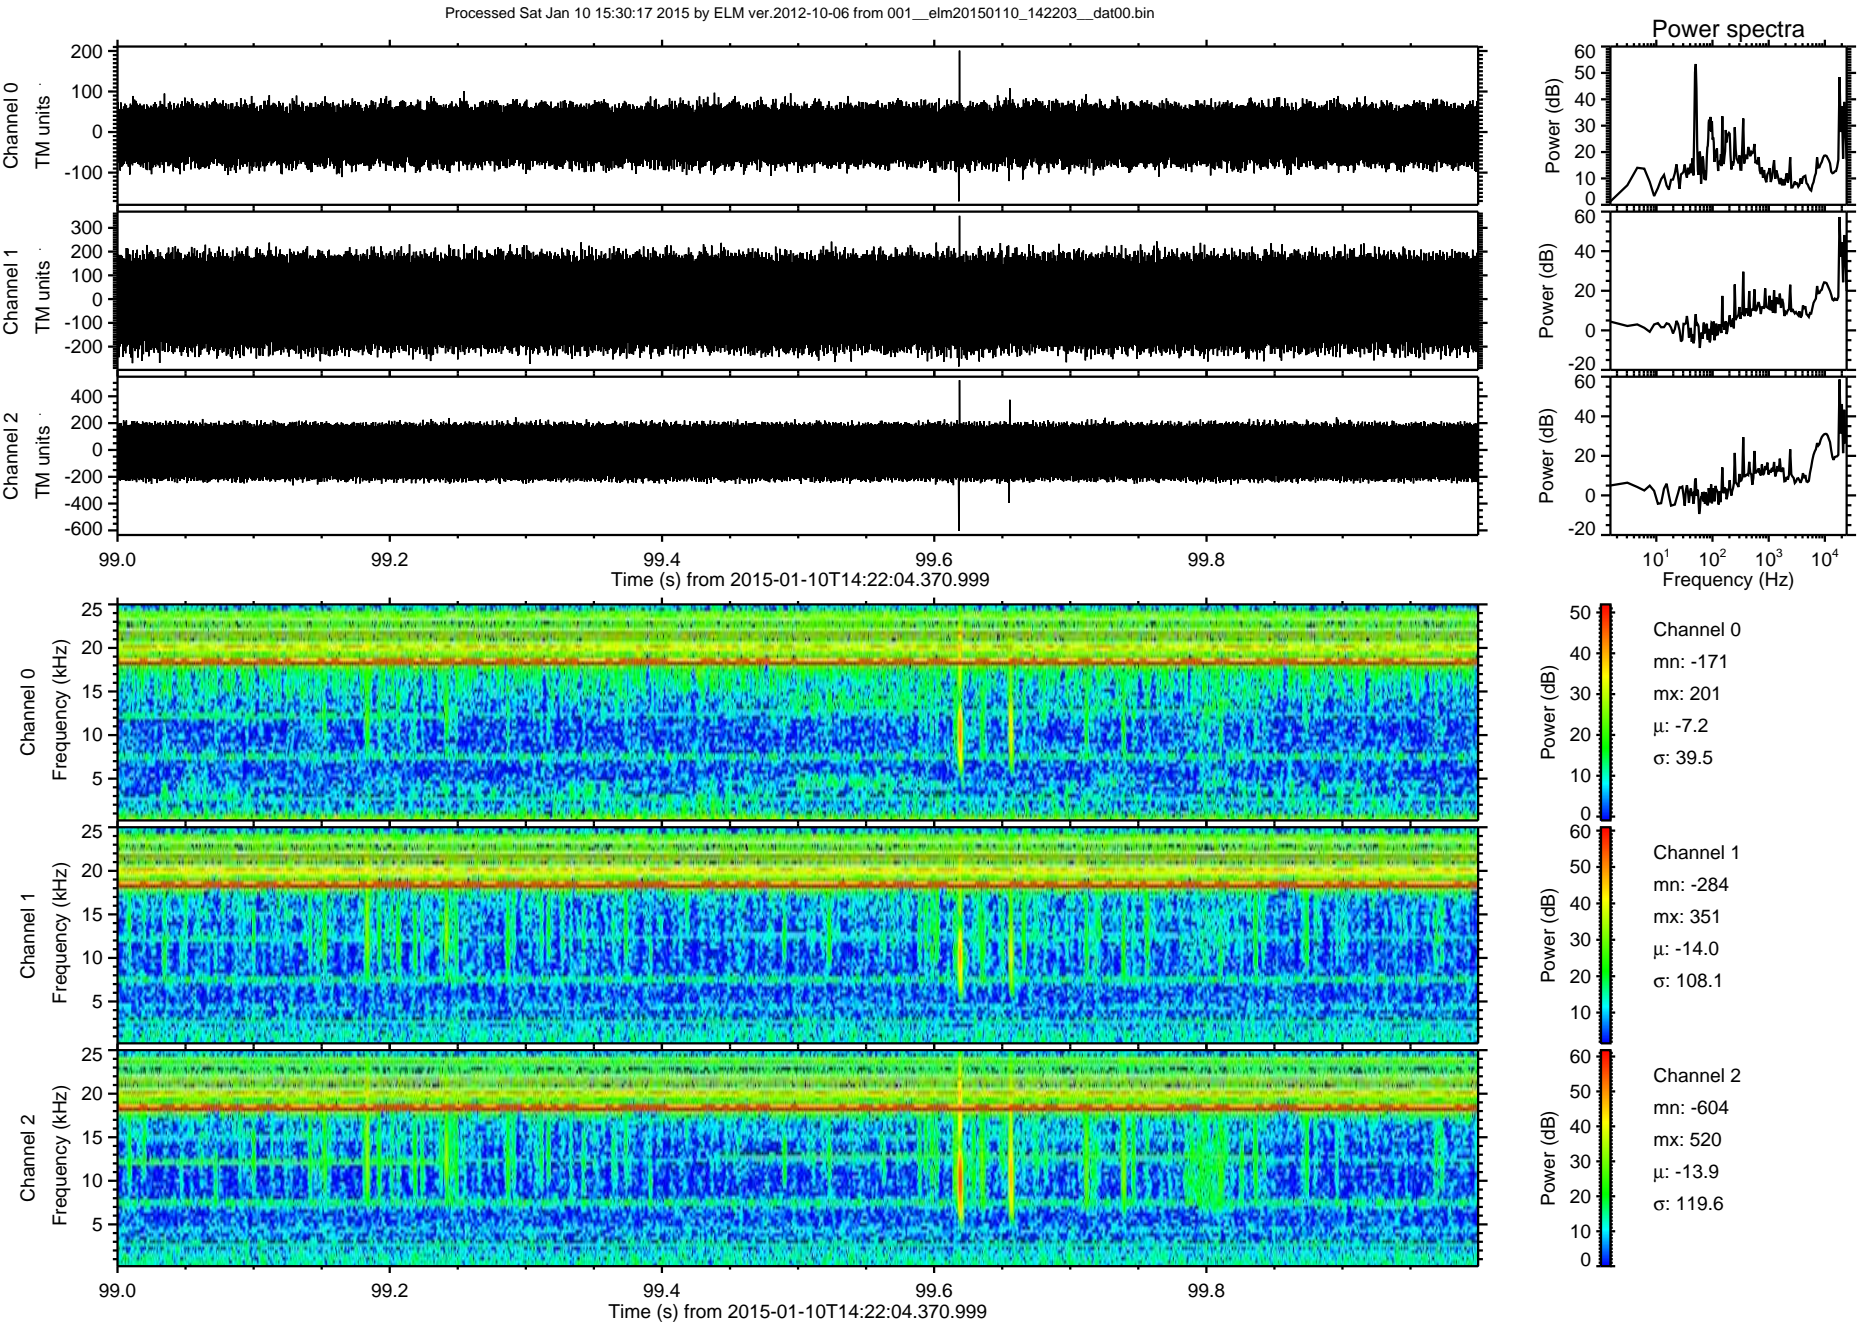 Processed Sat Jan 10 15:30:17 2015 by ELM ver.2012-10-06 from 001__elm20150110_142203__dat00.bin
Power spectra
Channel 0
TM units
200
100
0
-100
Power (dB)
60
50
40
30
20
10
0
Channel 1
TM units
300
200
100
0
-100
-200
Power (dB)
60
40
20
0
-20
Channel 2
TM units
400
200
0
-200
-400
-600
Power (dB)
60
40
20
0
-20
99.0 99.2 99.4 99.6 99.8
Time (s) from 2015-01-10T14:22:04.370.999
10^1 10^2 10^3 10^4
Frequency (Hz)
Channel 0
Frequency (kHz)
25
20
15
10
5
Power (dB)
50
40
30
20
10
0
Channel 0
mn: -171
mx: 201
μ: -7.2
σ: 39.5
Channel 1
Frequency (kHz)
25
20
15
10
5
Power (dB)
60
50
40
30
20
10
Channel 1
mn: -284
mx: 351
μ: -14.0
σ: 108.1
Channel 2
Frequency (kHz)
25
20
15
10
5
Power (dB)
60
50
40
30
20
10
0
Channel 2
mn: -604
mx: 520
μ: -13.9
σ: 119.6
99.0 99.2 99.4 99.6 99.8
Time (s) from 2015-01-10T14:22:04.370.999